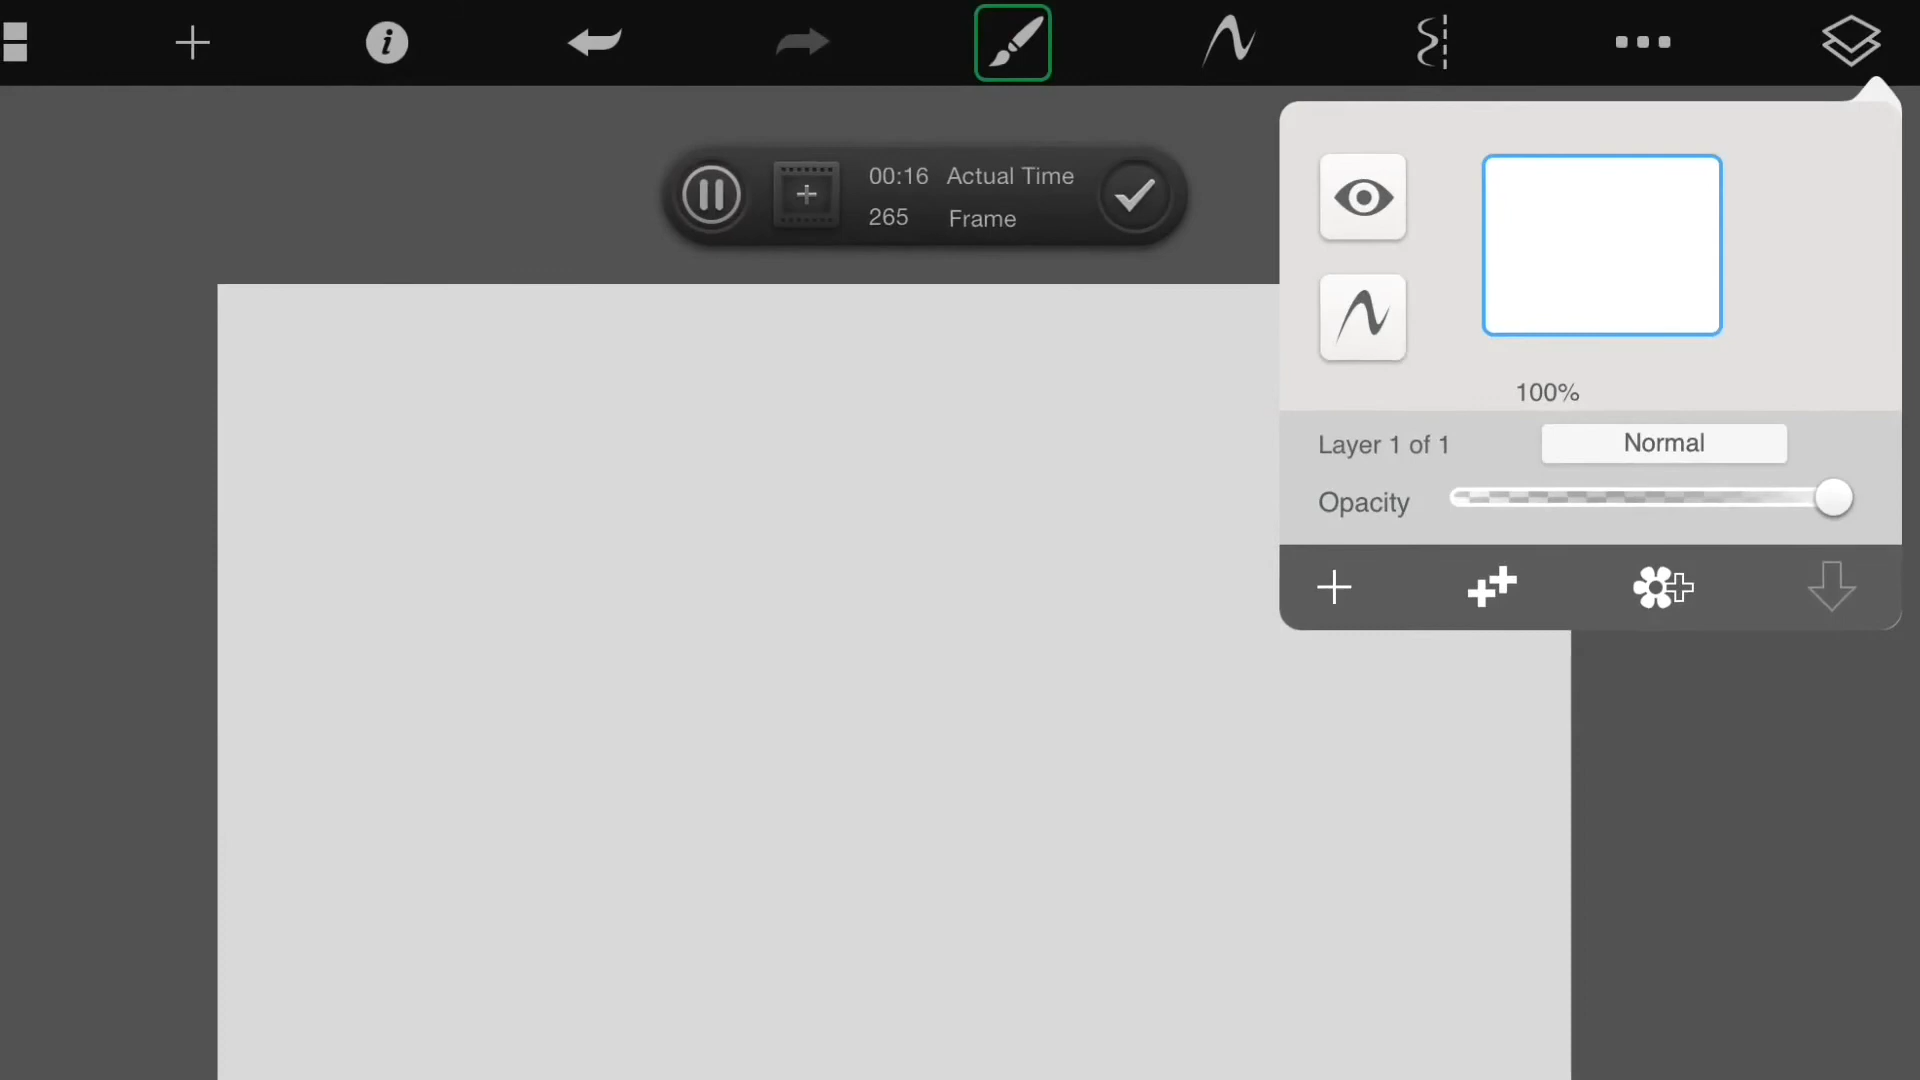 00:16 Actual Time
265 Frame
100%
Layer 1 of 1 Normal
Opacity